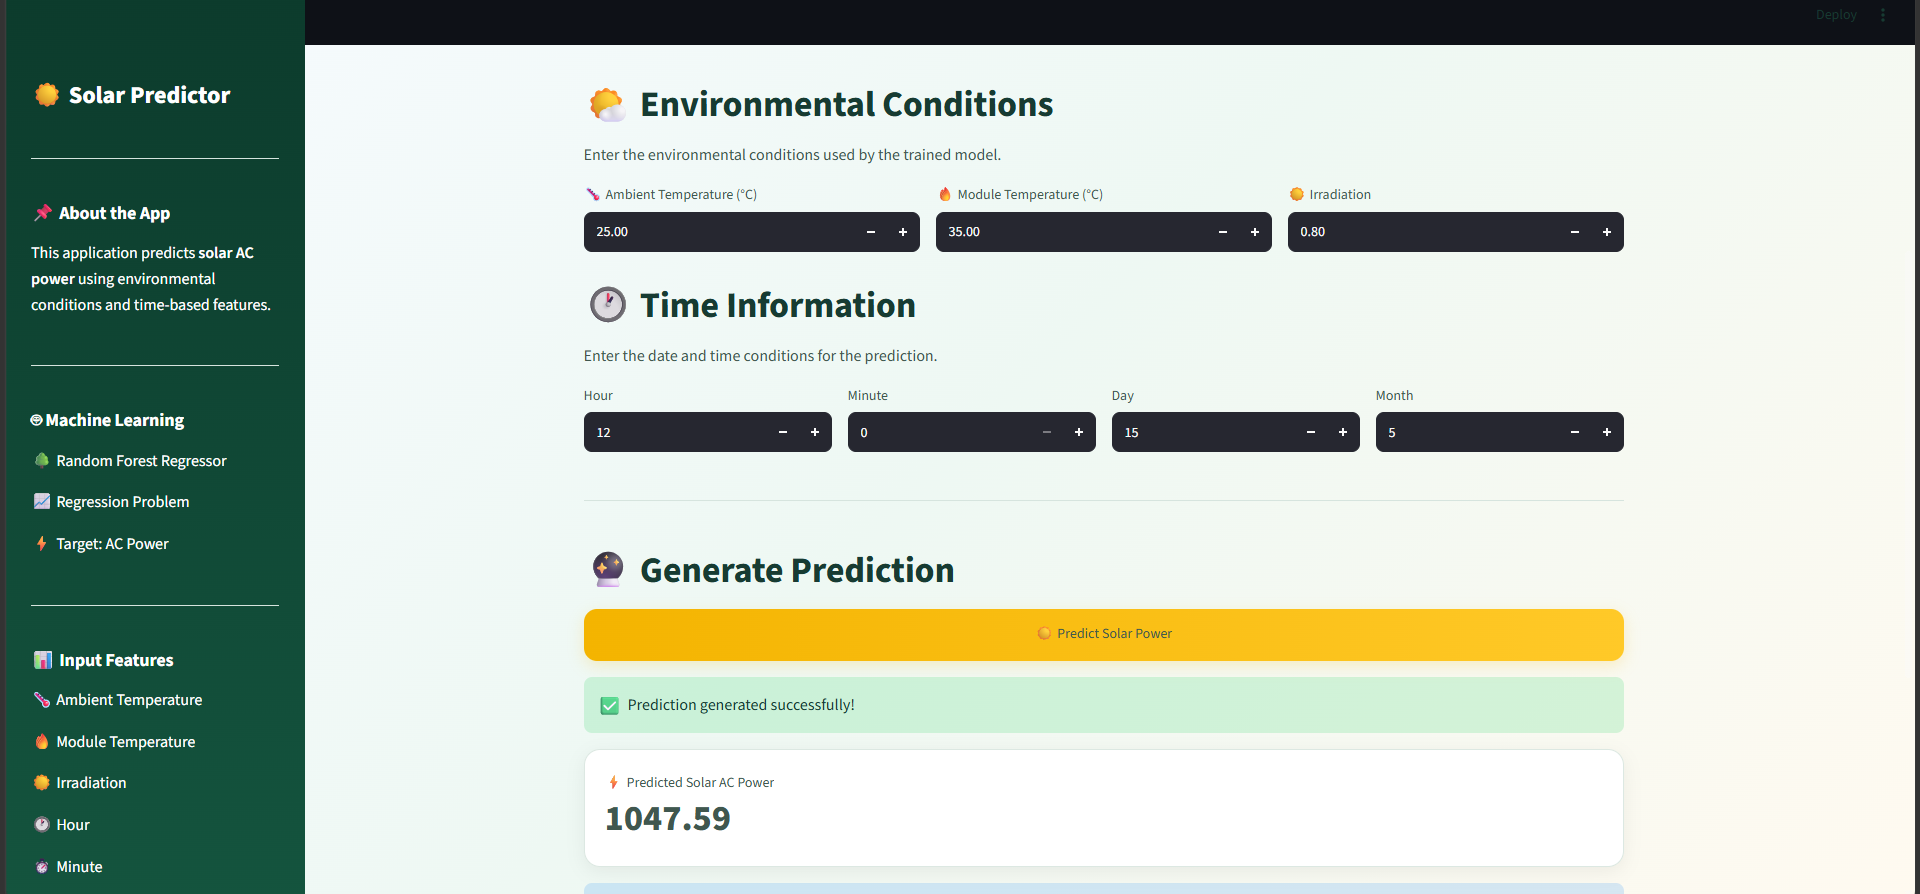 Deploy
Solar Predictor
About the App
This application predicts solar AC
power using environmental
conditions and time-based features.
Machine Learning
Random Forest Regressor
Regression Problem
Target: AC Power
Input Features
Ambient Temperature
Module Temperature
Irradiation
Hour
Minute
Environmental Conditions
Enter the environmental conditions used by the trained model.
Ambient Temperature (°C)
Module Temperature (°C)
Irradiation
25.00
35.00
0.80
Time Information
Enter the date and time conditions for the prediction.
Hour
Minute
Day
Month
12
0
15
5
Generate Prediction
Predict Solar Power
Prediction generated successfully!
Predicted Solar AC Power
1047.59